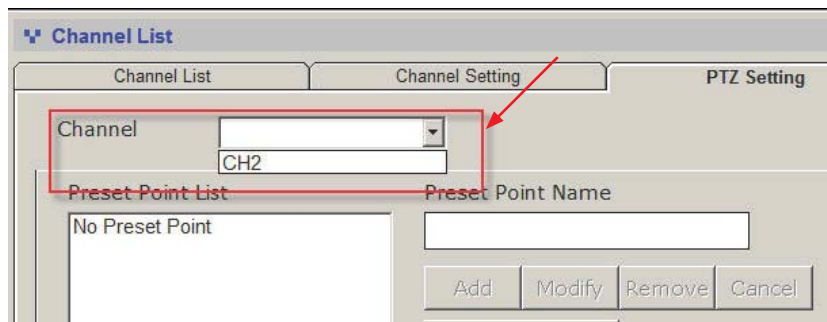 Channel List
Channel List Channel Setting PTZ Setting
Channel
CH2
Preset Point List Preset Point Name
No Preset Point
Add Modify Remove Cancel